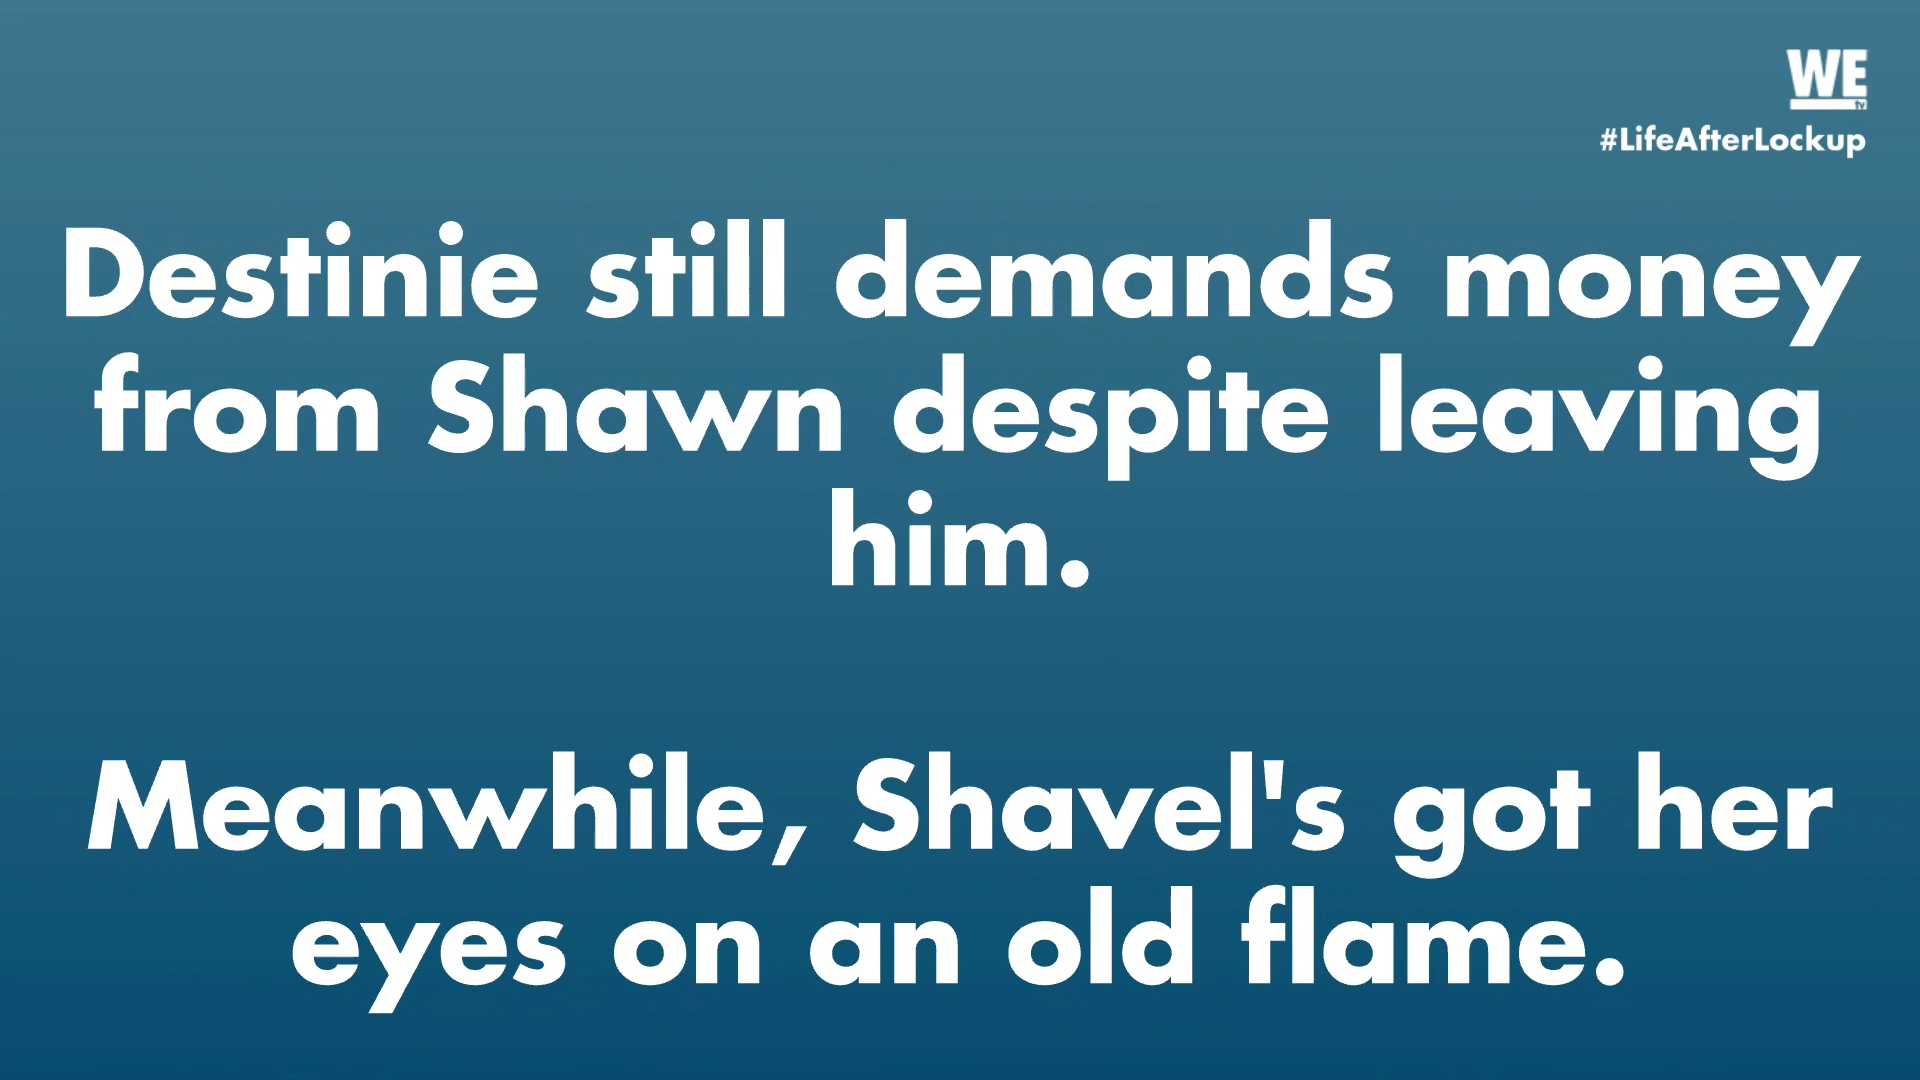 WE
tv
#LifeAfterLockup
Destinie still demands money
from Shawn despite leaving
him.
Meanwhile, Shavel's got her
eyes on an old flame.